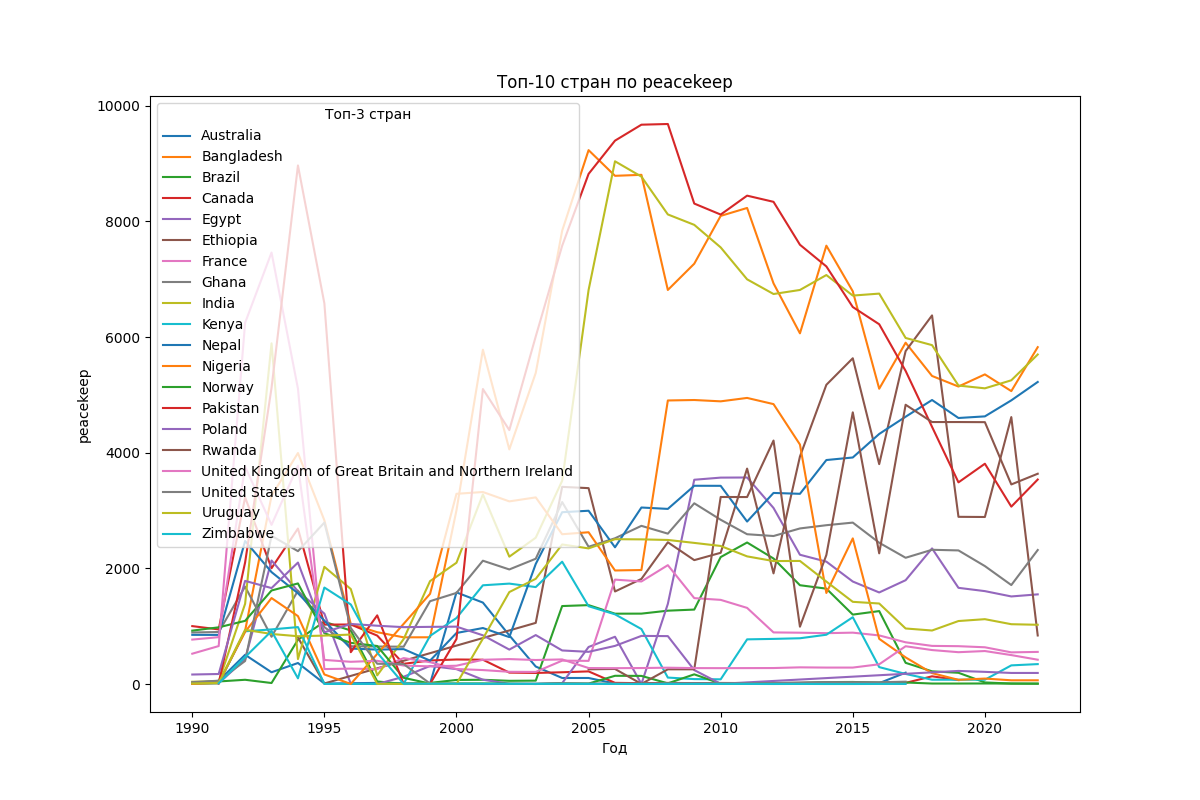 Топ-10 стран по peacekeep
Топ-3 стран
Australia
Bangladesh
Brazil
Canada
Egypt
Ethiopia
France
Ghana
India
Kenya
Nepal
Nigeria
Norway
Pakistan
Poland
Rwanda
United Kingdom of Great Britain and Northern Ireland
United States
Uruguay
Zimbabwe
peacekeep
10000
8000
6000
4000
2000
0
1990 1995 2000 2005 2010 2015 2020
Год